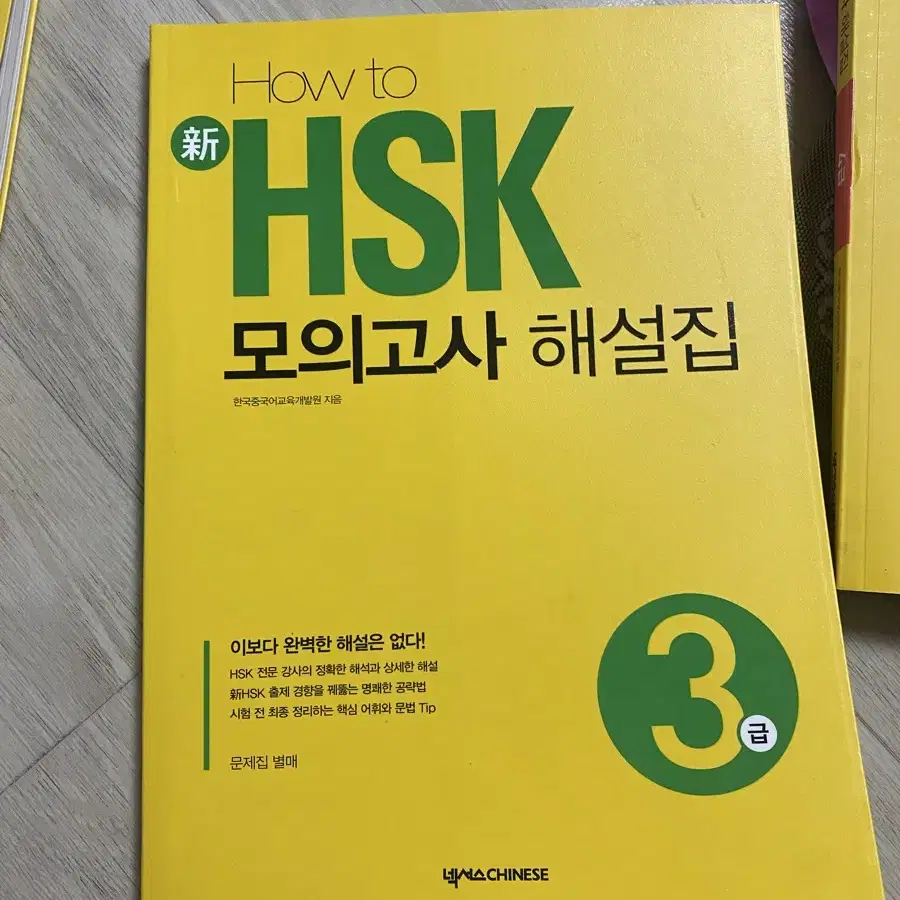 How to
新 HSK
모의고사 해설집
한국중국어교육개발원 지음
이보다 완벽한 해설은 없다!
HSK 전문 강사의 정확한 해석과 상세한 해설
新HSK 출제 경향을 꿰뚫는 명쾌한 공략법
시험 전 최종 정리하는 핵심 어휘와 문법 Tip
문제집 별매
3급
넥서스CHINESE